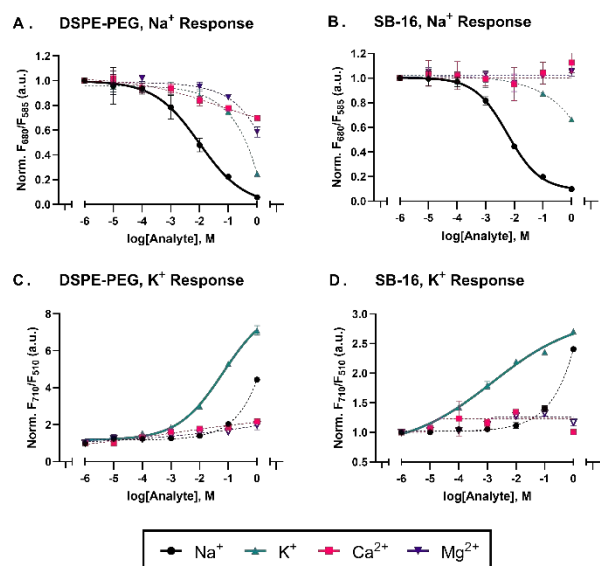 A. DSPE-PEG, Na⁺ Response
Norm. F₆₈₀/F₅₈₅ (a.u.)
1.2
1.0
0.8
0.6
0.4
0.2
0.0
-6 -5 -4 -3 -2 -1 0
log[Analyte], M
B. SB-16, Na⁺ Response
Norm. F₆₈₀/F₅₈₅ (a.u.)
1.2
1.0
0.8
0.6
0.4
0.2
0.0
-6 -5 -4 -3 -2 -1 0
log[Analyte], M
C. DSPE-PEG, K⁺ Response
Norm. F₇₁₀/F₅₁₀ (a.u.)
8
6
4
2
0
-6 -5 -4 -3 -2 -1 0
log[Analyte], M
D. SB-16, K⁺ Response
Norm. F₇₁₀/F₅₁₀ (a.u.)
3.0
2.5
2.0
1.5
1.0
0.5
-6 -5 -4 -3 -2 -1 0
log[Analyte], M
Na⁺ K⁺ Ca²⁺ Mg²⁺